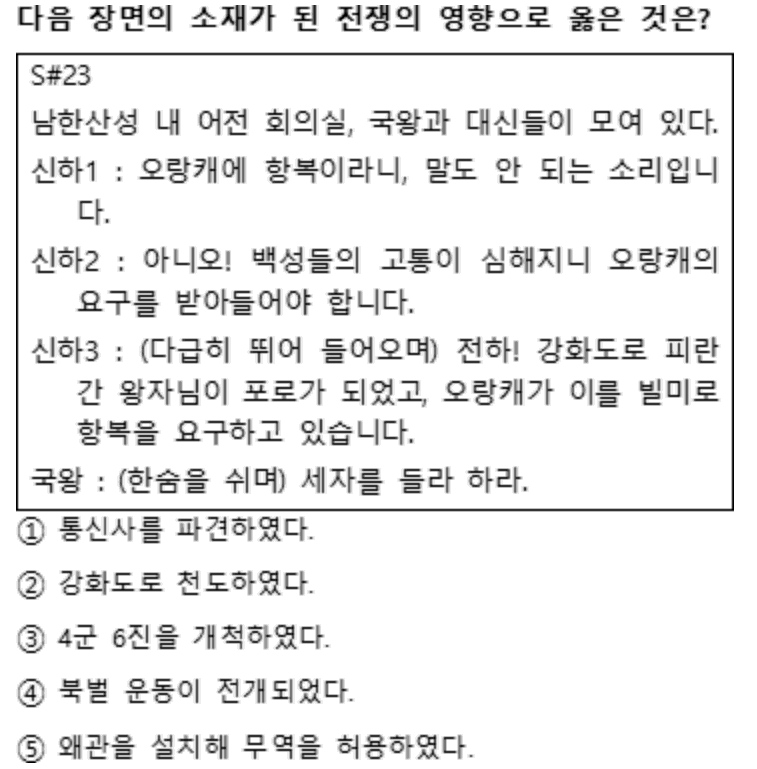 다음 장면의 소재가 된 전쟁의 영향으로 옳은 것은?
S#23
남한산성 내 어전 회의실, 국왕과 대신들이 모여 있다.
신하1 : 오랑캐에 항복이라니, 말도 안 되는 소리입니
다.
신하2 : 아니오! 백성들의 고통이 심해지니 오랑캐의
요구를 받아들어야 합니다.
신하3 : (다급히 뛰어 들어오며) 전하! 강화도로 피란
간 왕자님이 포로가 되었고, 오랑캐가 이를 빌미로
항복을 요구하고 있습니다.
국왕 : (한숨을 쉬며) 세자를 들라 하라.
① 통신사를 파견하였다.
② 강화도로 천도하였다.
③ 4군 6진을 개척하였다.
④ 북벌 운동이 전개되었다.
⑤ 왜관을 설치해 무역을 허용하였다.